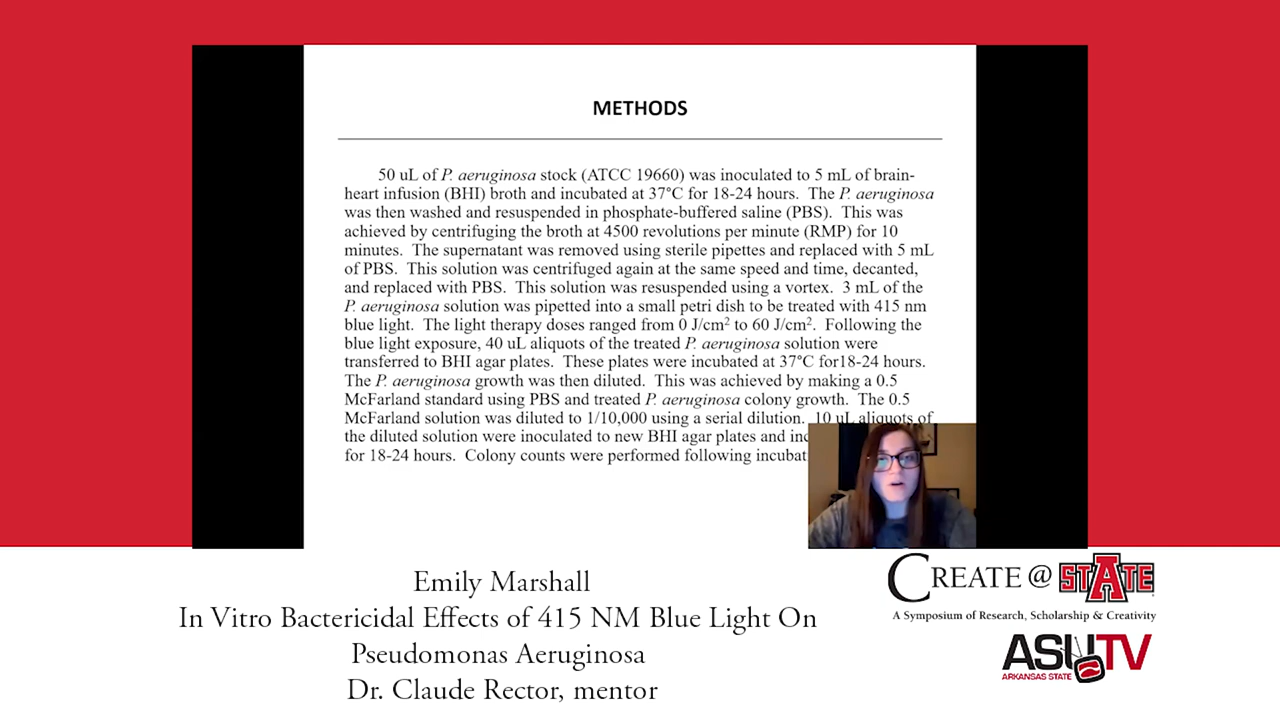 METHODS
50 uL of P. aeruginosa stock (ATCC 19660) was inoculated to 5 mL of brain-
heart infusion (BHI) broth and incubated at 37°C for 18-24 hours. The P. aeruginosa
was then washed and resuspended in phosphate-buffered saline (PBS). This was
achieved by centrifuging the broth at 4500 revolutions per minute (RMP) for 10
minutes. The supernatant was removed using sterile pipettes and replaced with 5 mL
of PBS. This solution was centrifuged again at the same speed and time, decanted,
and replaced with PBS. This solution was resuspended using a vortex. 3 mL of the
P. aeruginosa solution was pipetted into a small petri dish to be treated with 415 nm
blue light. The light therapy doses ranged from 0 J/cm² to 60 J/cm². Following the
blue light exposure, 40 uL aliquots of the treated P. aeruginosa solution were
transferred to BHI agar plates. These plates were incubated at 37°C for18-24 hours.
The P. aeruginosa growth was then diluted. This was achieved by making a 0.5
McFarland standard using PBS and treated P. aeruginosa colony growth. The 0.5
McFarland solution was diluted to 1/10,000 using a serial dilution. 10 uL aliquots of
the diluted solution were inoculated to new BHI agar plates and
for 18-24 hours. Colony counts were performed following
Emily Marshall
In Vitro Bactericidal Effects of 415 NM Blue Light On
Pseudomonas Aeruginosa
Dr. Claude Rector, mentor
CREATE @ STATE
A Symposium of Research, Scholarship & Creativity
ASUTV
ARKANSAS STATE